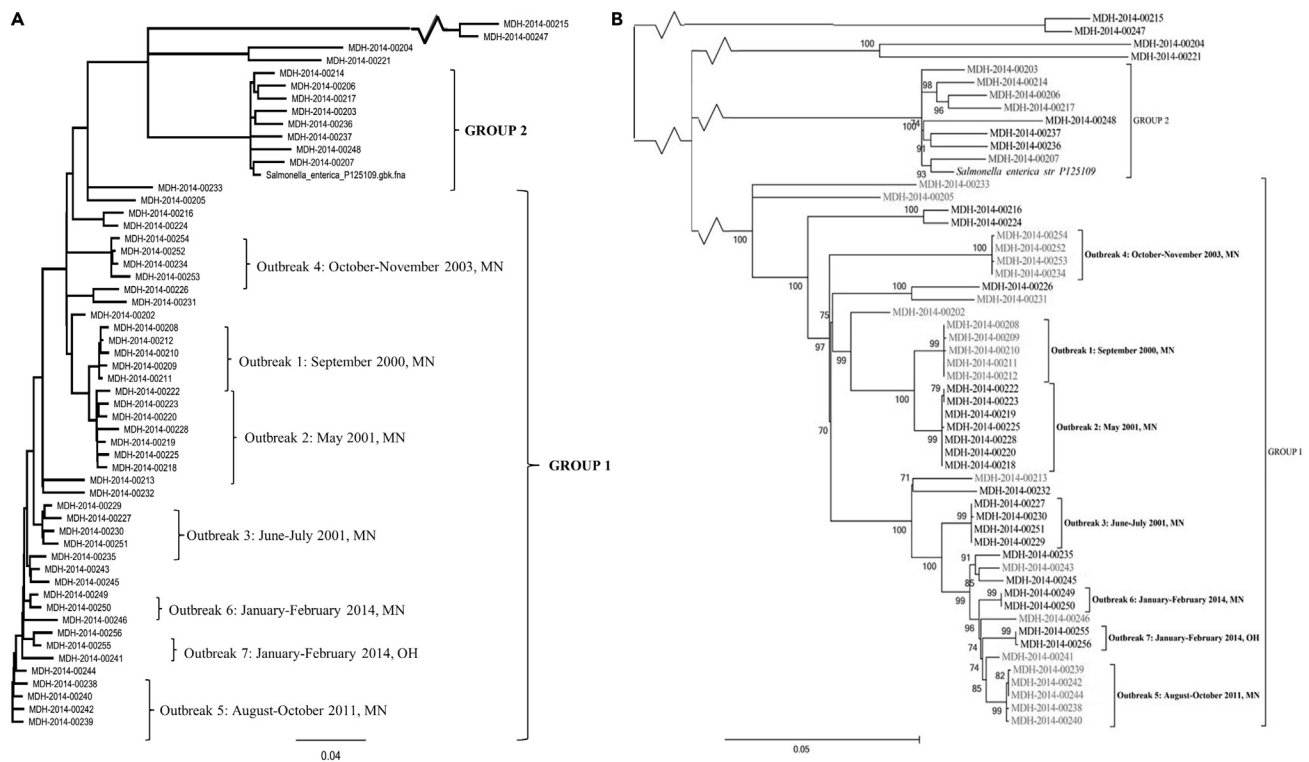 A
MDH-2014-00215
MDH-2014-00247
MDH-2014-00204
MDH-2014-00221
MDH-2014-00214
MDH-2014-00206
MDH-2014-00217
MDH-2014-00203
MDH-2014-00236
MDH-2014-00237
MDH-2014-00248
MDH-2014-00207
Salmonella_enterica_P125109.gbk.fna
GROUP 2
MDH-2014-00233
MDH-2014-00205
MDH-2014-00216
MDH-2014-00224
MDH-2014-00254
MDH-2014-00252
MDH-2014-00234
MDH-2014-00253
Outbreak 4: October-November 2003, MN
MDH-2014-00226
MDH-2014-00231
MDH-2014-00202
MDH-2014-00208
MDH-2014-00212
MDH-2014-00210
MDH-2014-00209
MDH-2014-00211
Outbreak 1: September 2000, MN
MDH-2014-00222
MDH-2014-00223
MDH-2014-00220
MDH-2014-00228
MDH-2014-00219
MDH-2014-00225
MDH-2014-00218
Outbreak 2: May 2001, MN
MDH-2014-00213
MDH-2014-00232
GROUP 1
MDH-2014-00229
MDH-2014-00227
MDH-2014-00230
MDH-2014-00251
Outbreak 3: June-July 2001, MN
MDH-2014-00235
MDH-2014-00243
MDH-2014-00245
MDH-2014-00249
MDH-2014-00250
Outbreak 6: January-February 2014, MN
MDH-2014-00246
MDH-2014-00256
MDH-2014-00255
Outbreak 7: January-February 2014, OH
MDH-2014-00241
MDH-2014-00244
MDH-2014-00238
MDH-2014-00240
MDH-2014-00242
MDH-2014-00239
Outbreak 5: August-October 2011, MN
0.04
B
MDH-2014-00215
MDH-2014-00247
100
MDH-2014-00204
MDH-2014-00221
MDH-2014-00203
98
MDH-2014-00214
MDH-2014-00206
96
MDH-2014-00217
74
MDH-2014-00248
100
MDH-2014-00237
91
MDH-2014-00236
MDH-2014-00207
93
Salmonella_enterica_str_P125109
GROUP 2
MDH-2014-00233
MDH-2014-00205
100
100
MDH-2014-00216
MDH-2014-00224
100
100
MDH-2014-00254
MDH-2014-00252
MDH-2014-00253
MDH-2014-00234
Outbreak 4: October-November 2003, MN
100
MDH-2014-00226
MDH-2014-00231
75
97
MDH-2014-00202
99
MDH-2014-00208
MDH-2014-00209
99
MDH-2014-00210
MDH-2014-00211
MDH-2014-00212
Outbreak 1: September 2000, MN
100
79
MDH-2014-00222
MDH-2014-00223
MDH-2014-00219
MDH-2014-00225
99
MDH-2014-00228
MDH-2014-00220
MDH-2014-00218
Outbreak 2: May 2001, MN
70
GROUP 1
71
MDH-2014-00213
MDH-2014-00232
100
99
MDH-2014-00227
MDH-2014-00230
MDH-2014-00251
MDH-2014-00229
Outbreak 3: June-July 2001, MN
100
91
MDH-2014-00235
MDH-2014-00243
85
MDH-2014-00245
99
99
MDH-2014-00249
MDH-2014-00250
Outbreak 6: January-February 2014, MN
96
MDH-2014-00246
99
MDH-2014-00255
MDH-2014-00256
Outbreak 7: January-February 2014, OH
74
74
MDH-2014-00241
85
82
MDH-2014-00239
MDH-2014-00242
MDH-2014-00244
99
MDH-2014-00238
MDH-2014-00240
Outbreak 5: August-October 2011, MN
0.05